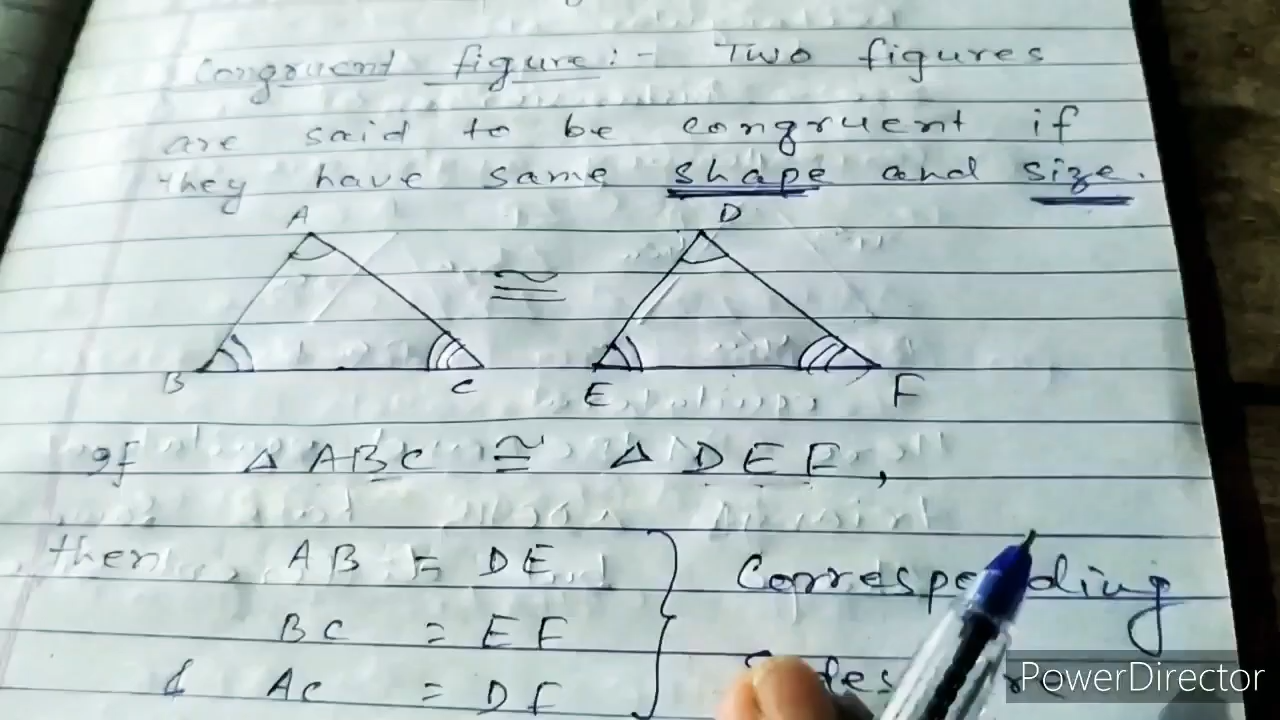 Congruent figure :- Two figures
are said to be congruent if
they have same shape and size.
A D
≅
B C E F
If △ ABC ≅ △ DEF,
then AB = DE
Corresponding
BC = EF
& AC = DF
PowerDirector